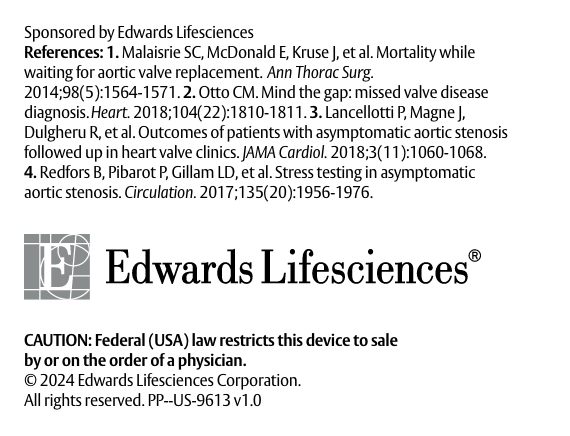 Sponsored by Edwards Lifesciences
References: 1. Malaisrie SC, McDonald E, Kruse J, et al. Mortality while
waiting for aortic valve replacement. Ann Thorac Surg.
2014;98(5):1564-1571. 2. Otto CM. Mind the gap: missed valve disease
diagnosis. Heart. 2018;104(22):1810-1811. 3. Lancellotti P, Magne J,
Dulgheru R, et al. Outcomes of patients with asymptomatic aortic stenosis
followed up in heart valve clinics. JAMA Cardiol. 2018;3(11):1060-1068.
4. Redfors B, Pibarot P, Gillam LD, et al. Stress testing in asymptomatic
aortic stenosis. Circulation. 2017;135(20):1956-1976.
E Edwards Lifesciences®
CAUTION: Federal (USA) law restricts this device to sale
by or on the order of a physician.
© 2024 Edwards Lifesciences Corporation.
All rights reserved. PP--US-9613 v1.0